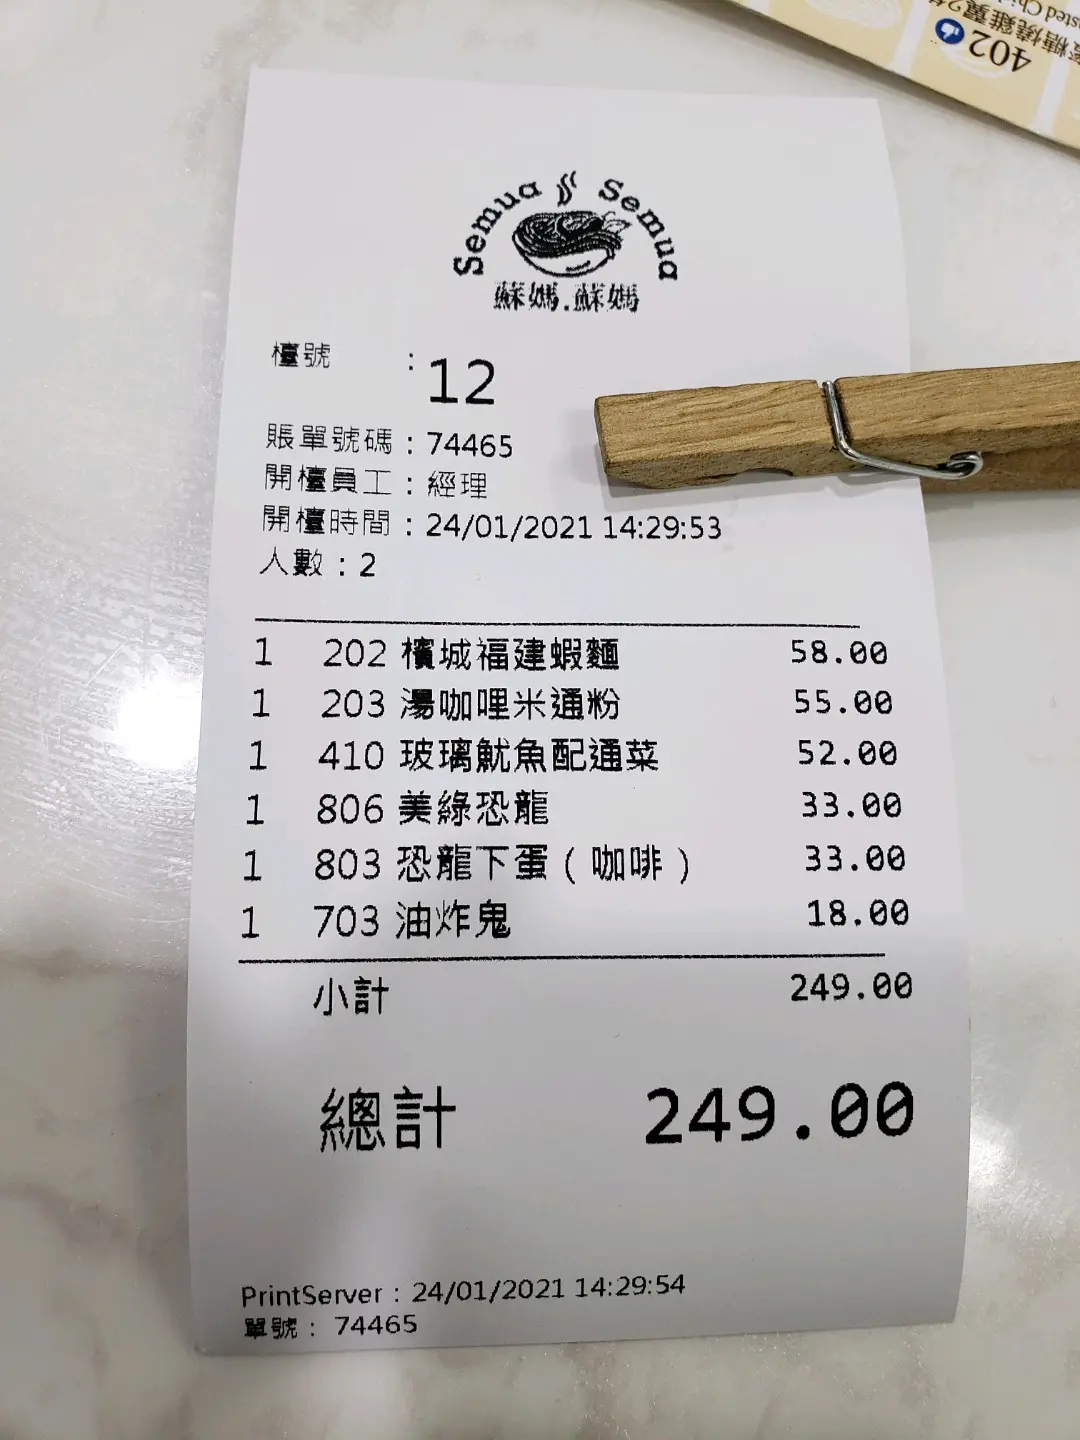 Semua Semua
蘇媽.蘇媽
檯號 : 12
賬單號碼 : 74465
開檯員工 : 經理
開檯時間 : 24/01/2021 14:29:53
人數 : 2
1 202 檳城福建蝦麵 58.00
1 203 湯咖哩米通粉 55.00
1 410 玻璃魷魚配通菜 52.00
1 806 美綠恐龍 33.00
1 803 恐龍下蛋(咖啡) 33.00
1 703 油炸鬼 18.00
小計 249.00
總計 249.00
PrintServer : 24/01/2021 14:29:54
單號 : 74465
402
糖燒雞翼